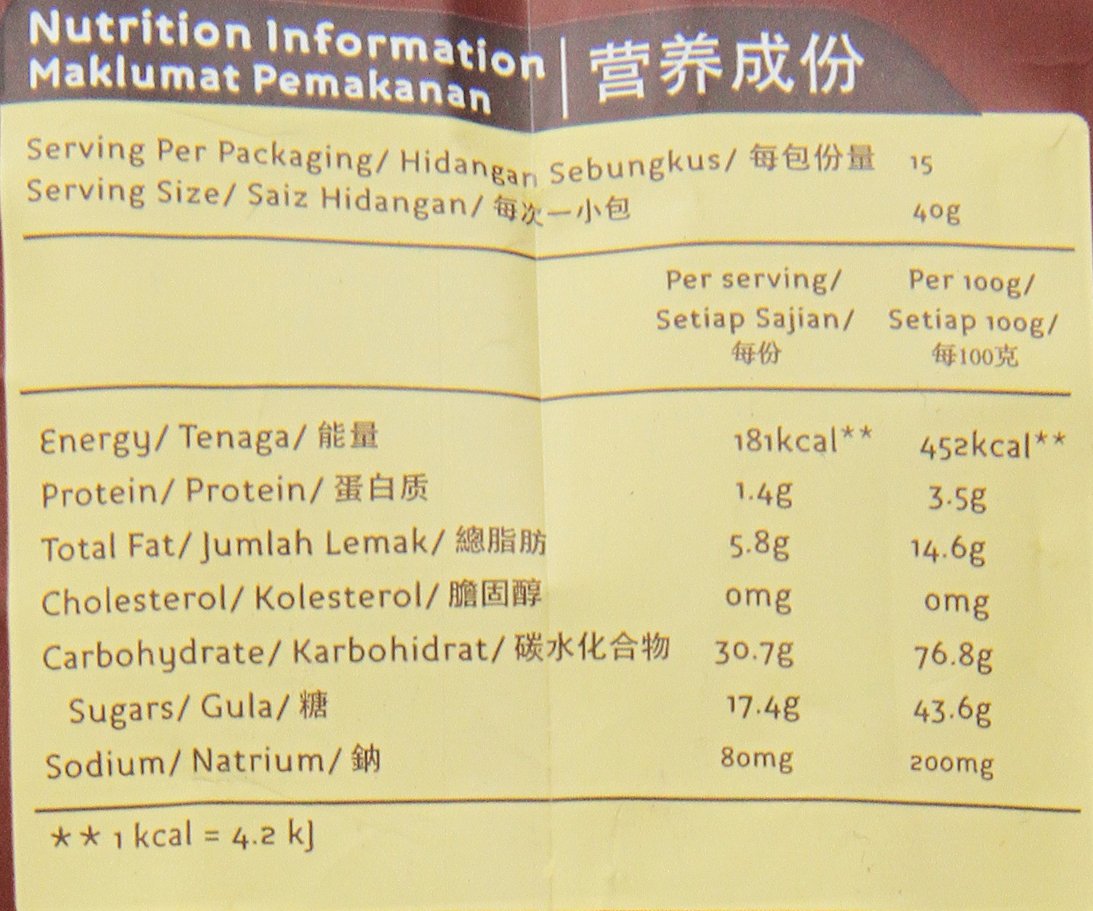 Nutrition Information | 营养成份
Maklumat Pemakanan
Serving Per Packaging/ Hidangan Sebungkus/ 每包份量 15
Serving Size/ Saiz Hidangan/ 每次一小包 40g
Per serving/ Per 100g/
Setiap Sajian/ Setiap 100g/
每份 每100克
Energy/ Tenaga/ 能量 181kcal** 452kcal**
Protein/ Protein/ 蛋白质 1.4g 3.5g
Total Fat/ Jumlah Lemak/ 總脂肪 5.8g 14.6g
Cholesterol/ Kolesterol/ 膽固醇 0mg 0mg
Carbohydrate/ Karbohidrat/ 碳水化合物 30.7g 76.8g
Sugars/ Gula/ 糖 17.4g 43.6g
Sodium/ Natrium/ 鈉 80mg 200mg
** 1 kcal = 4.2 kJ